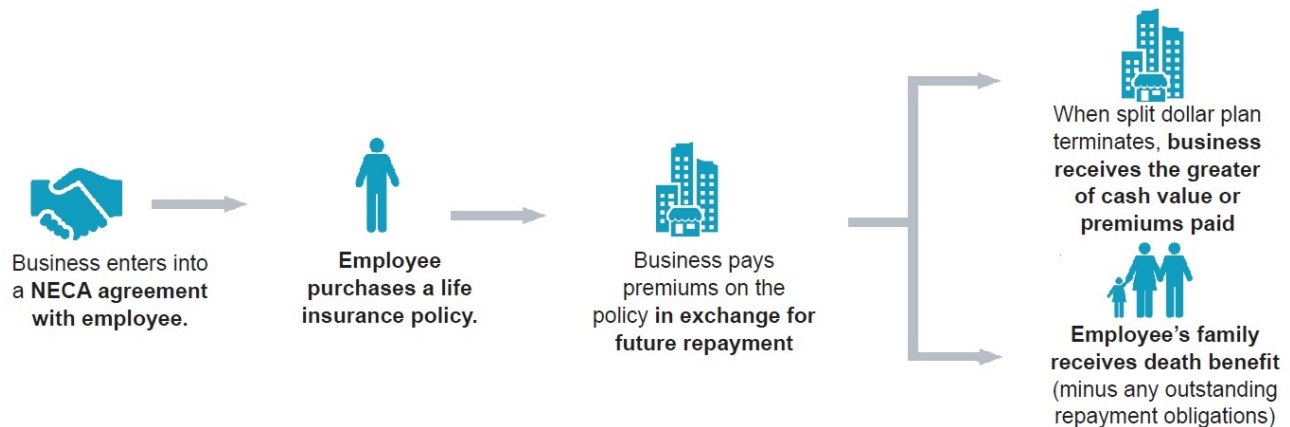 Business enters into
a NECA agreement
with employee.
Employee
purchases a life
insurance policy.
Business pays
premiums on the
policy in exchange for
future repayment
When split dollar plan
terminates, business
receives the greater
of cash value or
premiums paid
Employee’s family
receives death benefit
(minus any outstanding
repayment obligations)